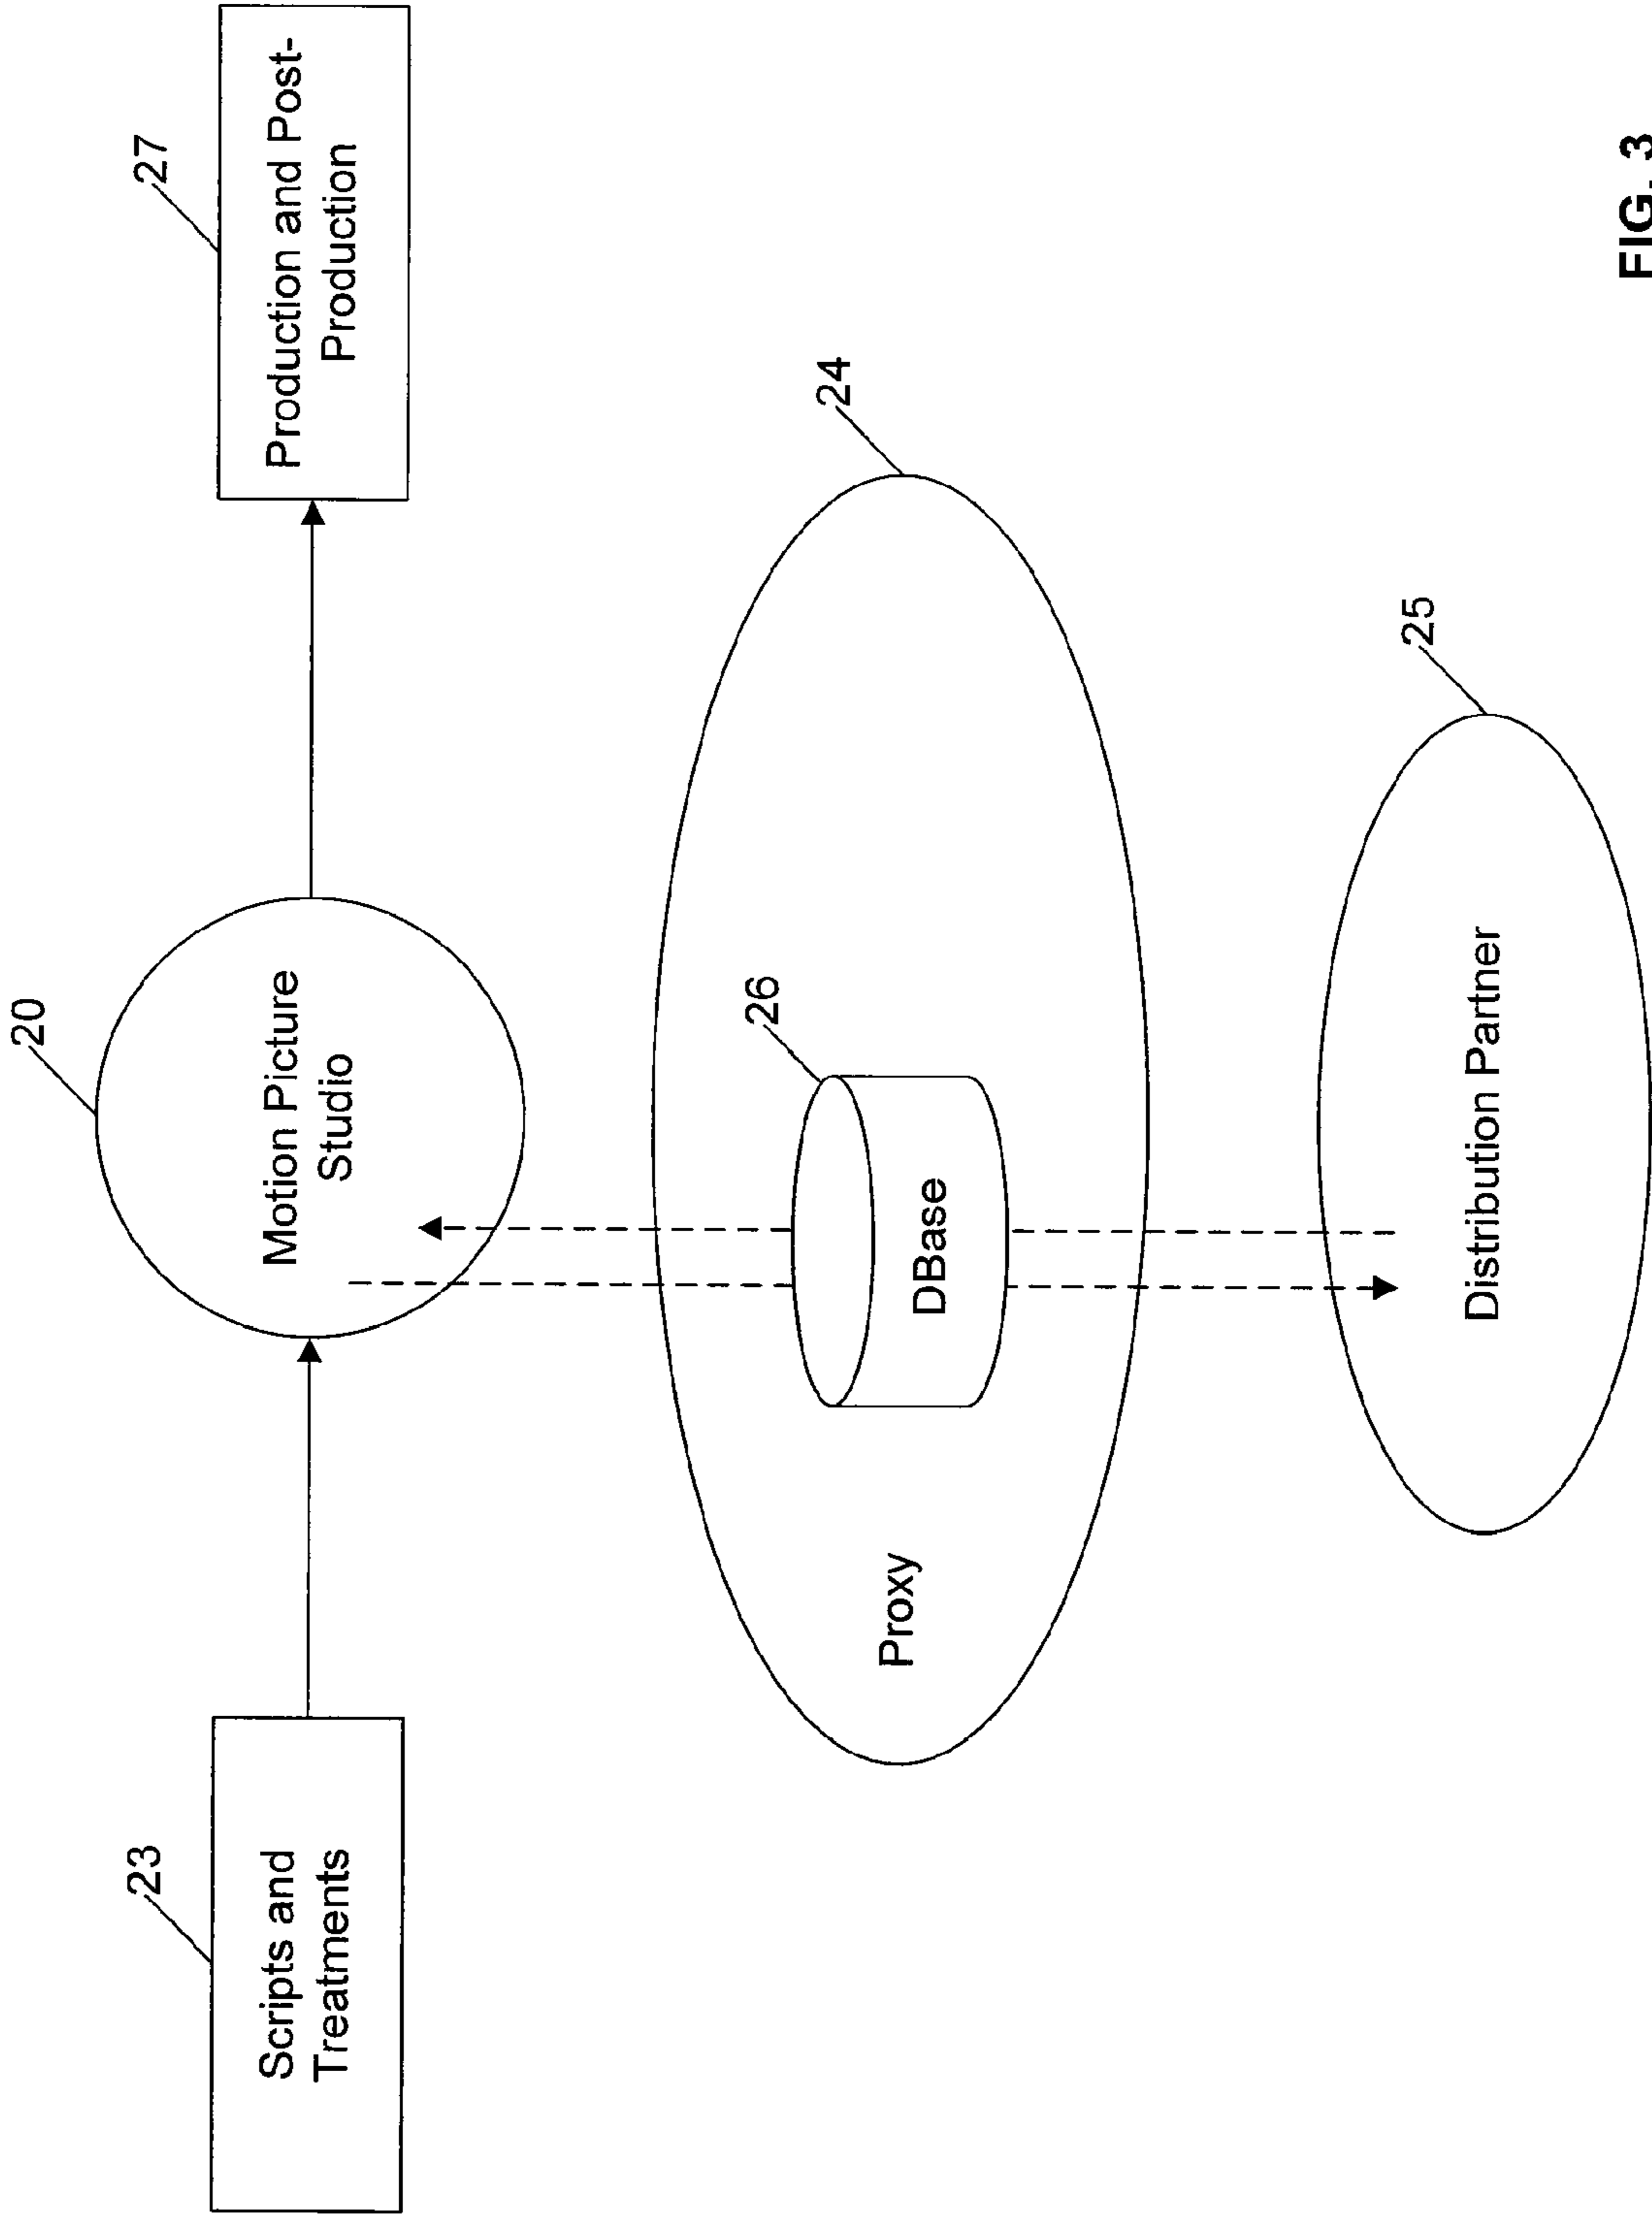 20
23
27
Scripts and
Treatments
Motion Picture
Studio
Production and Post-
Production
24
26
Proxy
DBase
25
Distribution Partner
FIG. 3